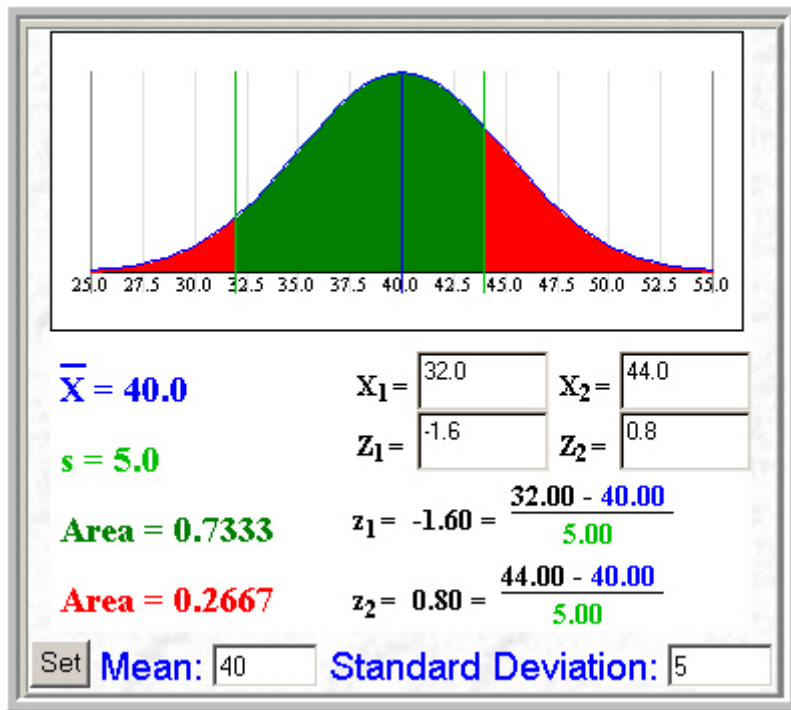 25.0 27.5 30.0 32.5 35.0 37.5 40.0 42.5 45.0 47.5 50.0 52.5 55.0
X̅ = 40.0
X₁= 32.0 X₂= 44.0
Z₁= -1.6 Z₂= 0.8
s = 5.0
z₁= -1.60 = 32.00 - 40.00
5.00
Area = 0.7333
z₂= 0.80 = 44.00 - 40.00
5.00
Area = 0.2667
Set Mean: 40 Standard Deviation: 5